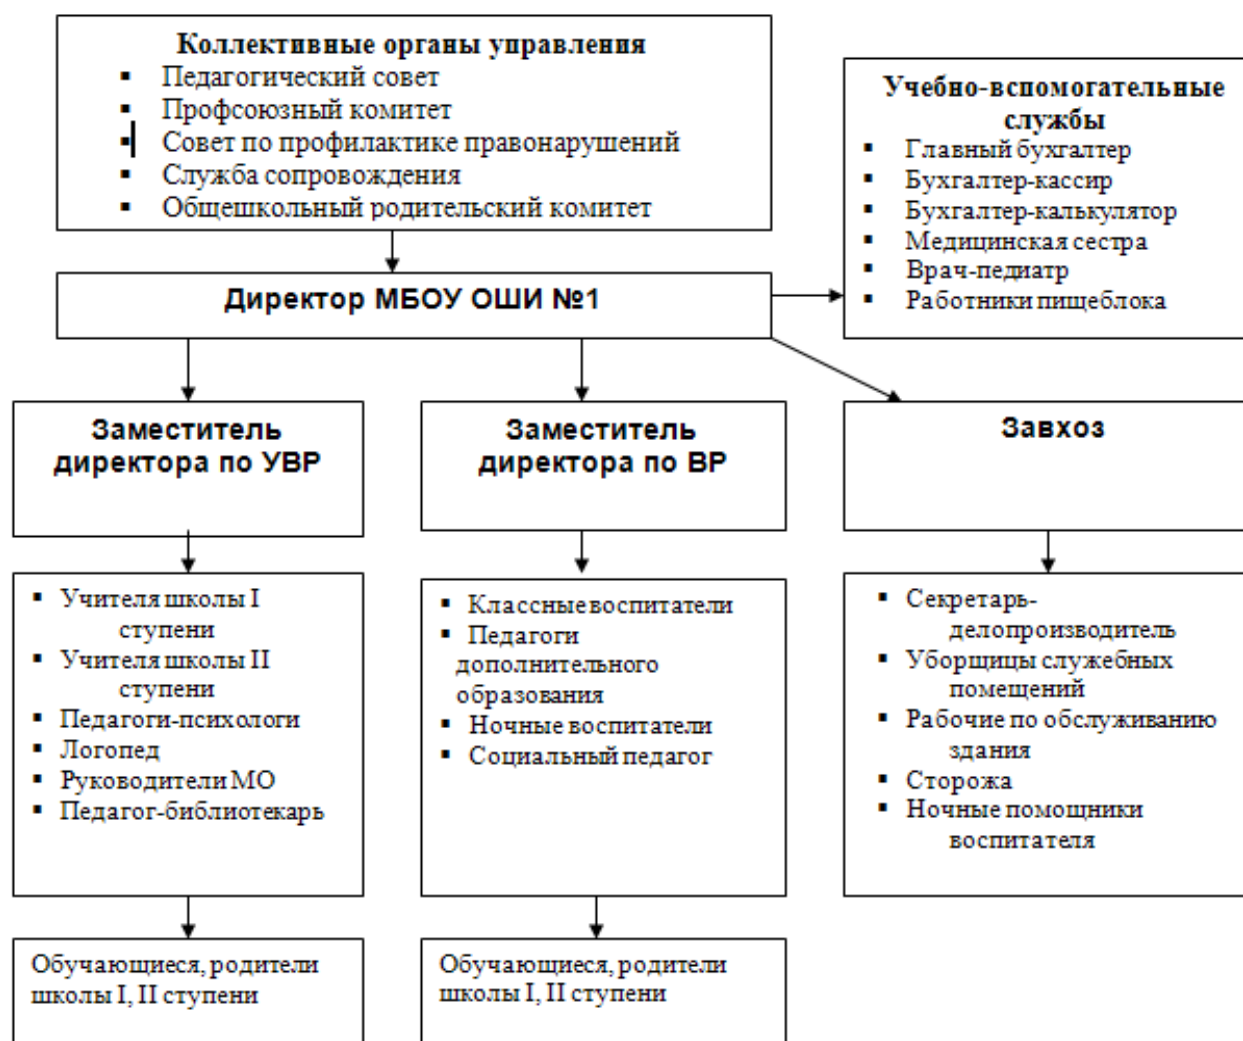 Коллективные органы управления
▪ Педагогический совет
▪ Профсоюзный комитет
▪ Совет по профилактике правонарушений
▪ Служба сопровождения
▪ Общешкольный родительский комитет
Учебно-вспомогательные
службы
▪ Главный бухгалтер
▪ Бухгалтер-кассир
▪ Бухгалтер-калькулятор
▪ Медицинская сестра
▪ Врач-педиатр
▪ Работники пищеблока
Директор МБОУ ОШИ №1
Заместитель
директора по УВР
Заместитель
директора по ВР
Завхоз
▪ Учителя школы I
ступени
▪ Учителя школы II
ступени
▪ Педагоги-психологи
▪ Логопед
▪ Руководители МО
▪ Педагог-библиотекарь
▪ Классные воспитатели
▪ Педагоги
дополнительного
образования
▪ Ночные воспитатели
▪ Социальный педагог
▪ Секретарь-
делопроизводитель
▪ Уборщицы служебных
помещений
▪ Рабочие по обслуживанию
здания
▪ Сторожа
▪ Ночные помощники
воспитателя
Обучающиеся, родители
школы I, II ступени
Обучающиеся, родители
школы I, II ступени